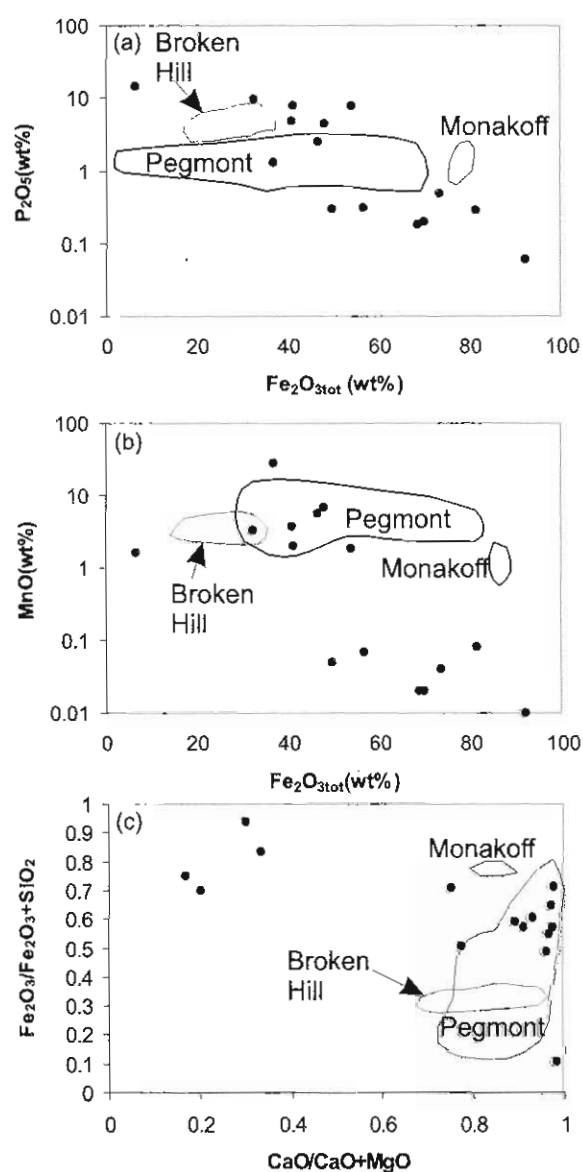 100
(a)
Broken
Hill
10
Monakoff
Pegmont
1
0.1
0.01
P₂O₅(wt%)
0 20 40 60 80 100
Fe₂O₃tot (wt%)
100
(b)
10
Pegmont
1
Monakoff
Broken
Hill
0.1
0.01
MnO(wt%)
0 20 40 60 80 100
Fe₂O₃tot(wt%)
1
(c)
0.9
Monakoff
0.8
0.7
0.6
0.5
Broken
Hill
0.4
0.3
Pegmont
0.2
0.1
0
Fe₂O₃/Fe₂O₃+SiO₂
0 0.2 0.4 0.6 0.8 1
CaO/CaO+MgO